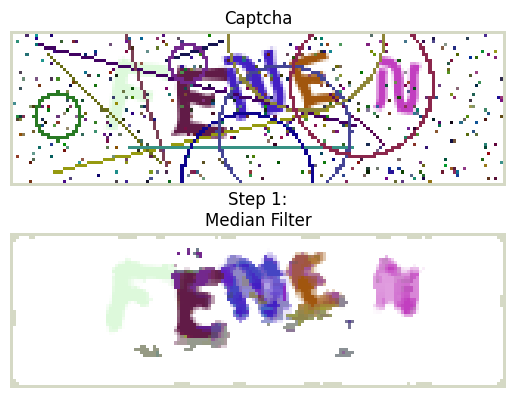 Captcha
FENEN
Step 1:
Median Filter
FENEN